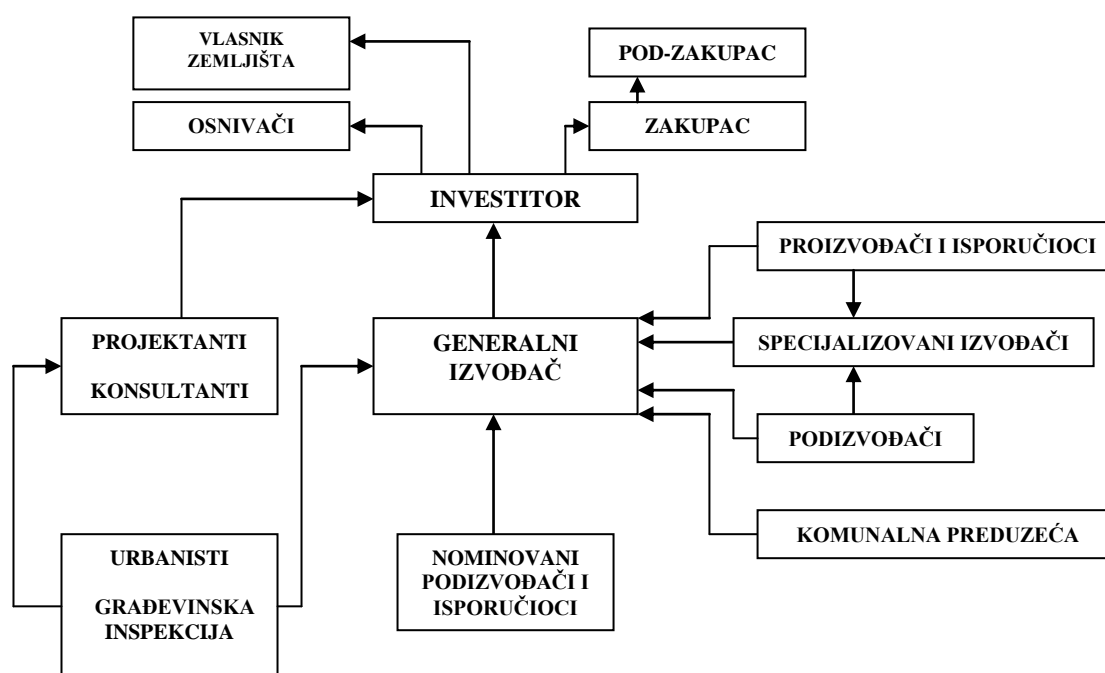 VLASNIK
ZEMLJIŠTA
POD-ZAKUPAC
OSNIVAČI
ZAKUPAC
INVESTITOR
PROIZVOĐAČI I ISPORUČIOCI
PROJEKTANTI
KONSULTANTI
GENERALNI
IZVOĐAČ
SPECIJALIZOVANI IZVOĐAČI
PODIZVOĐAČI
URBANISTI
GRAĐEVINSKA
INSPEKCIJA
NOMINOVANI
PODIZVOĐAČI I
ISPORUČIOCI
KOMUNALNA PREDUZEĆA